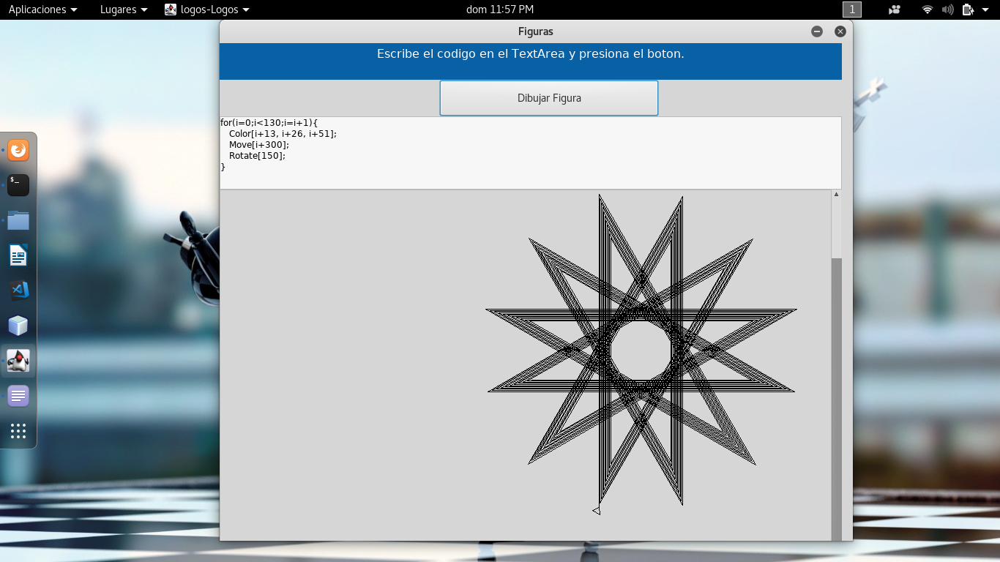 Aplicaciones Lugares logos-Logos dom 11:57 PM 1
Figuras
Escribe el codigo en el TextArea y presiona el boton.
Dibujar Figura
for(i=0;i<130;i=i+1){
Color[i+13, i+26, i+51];
Move[i+300];
Rotate[150];
}
$_